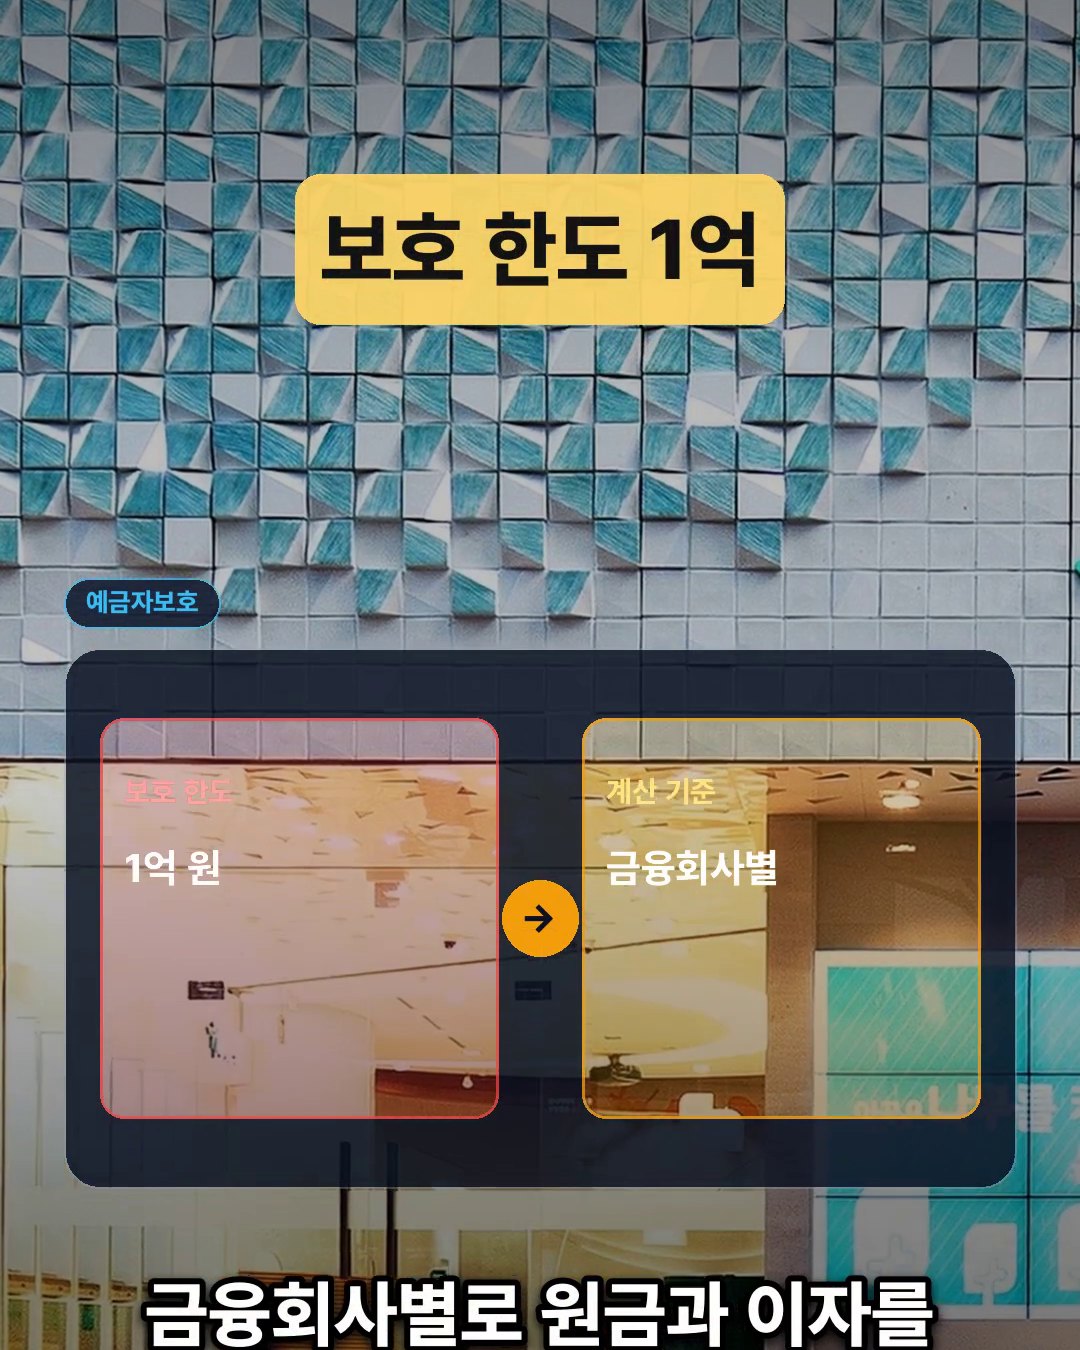 보호 한도 1억
예금자보호
보호 한도
1억 원
계산 기준
금융회사별
금융회사별로 원금과 이자를